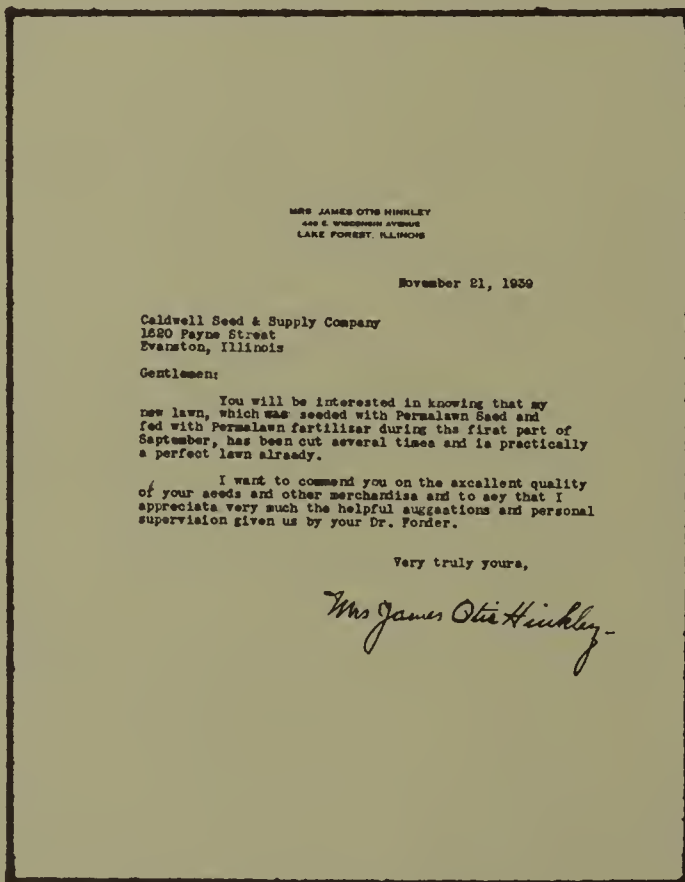 MRS JAMES OTIS HINKLEY
440 E. WISCONSIN AVENUE
LAKE FOREST, ILLINOIS
November 21, 1939
Caldwell Seed & Supply Company
1620 Payne Street
Evanston, Illinois
Gentlemen:
You will be interested in knowing that my
new lawn, which was seeded with Permalawn Seed and
fed with Permalawn fertilizer during the first part of
September, has been cut several times and is practically
a perfect lawn already.
I want to commend you on the excellent quality
of your seeds and other merchandise and to say that I
appreciate very much the helpful suggestions and personal
supervision given us by your Dr. Forder.
Very truly yours,
Mrs James Otis Hinkley